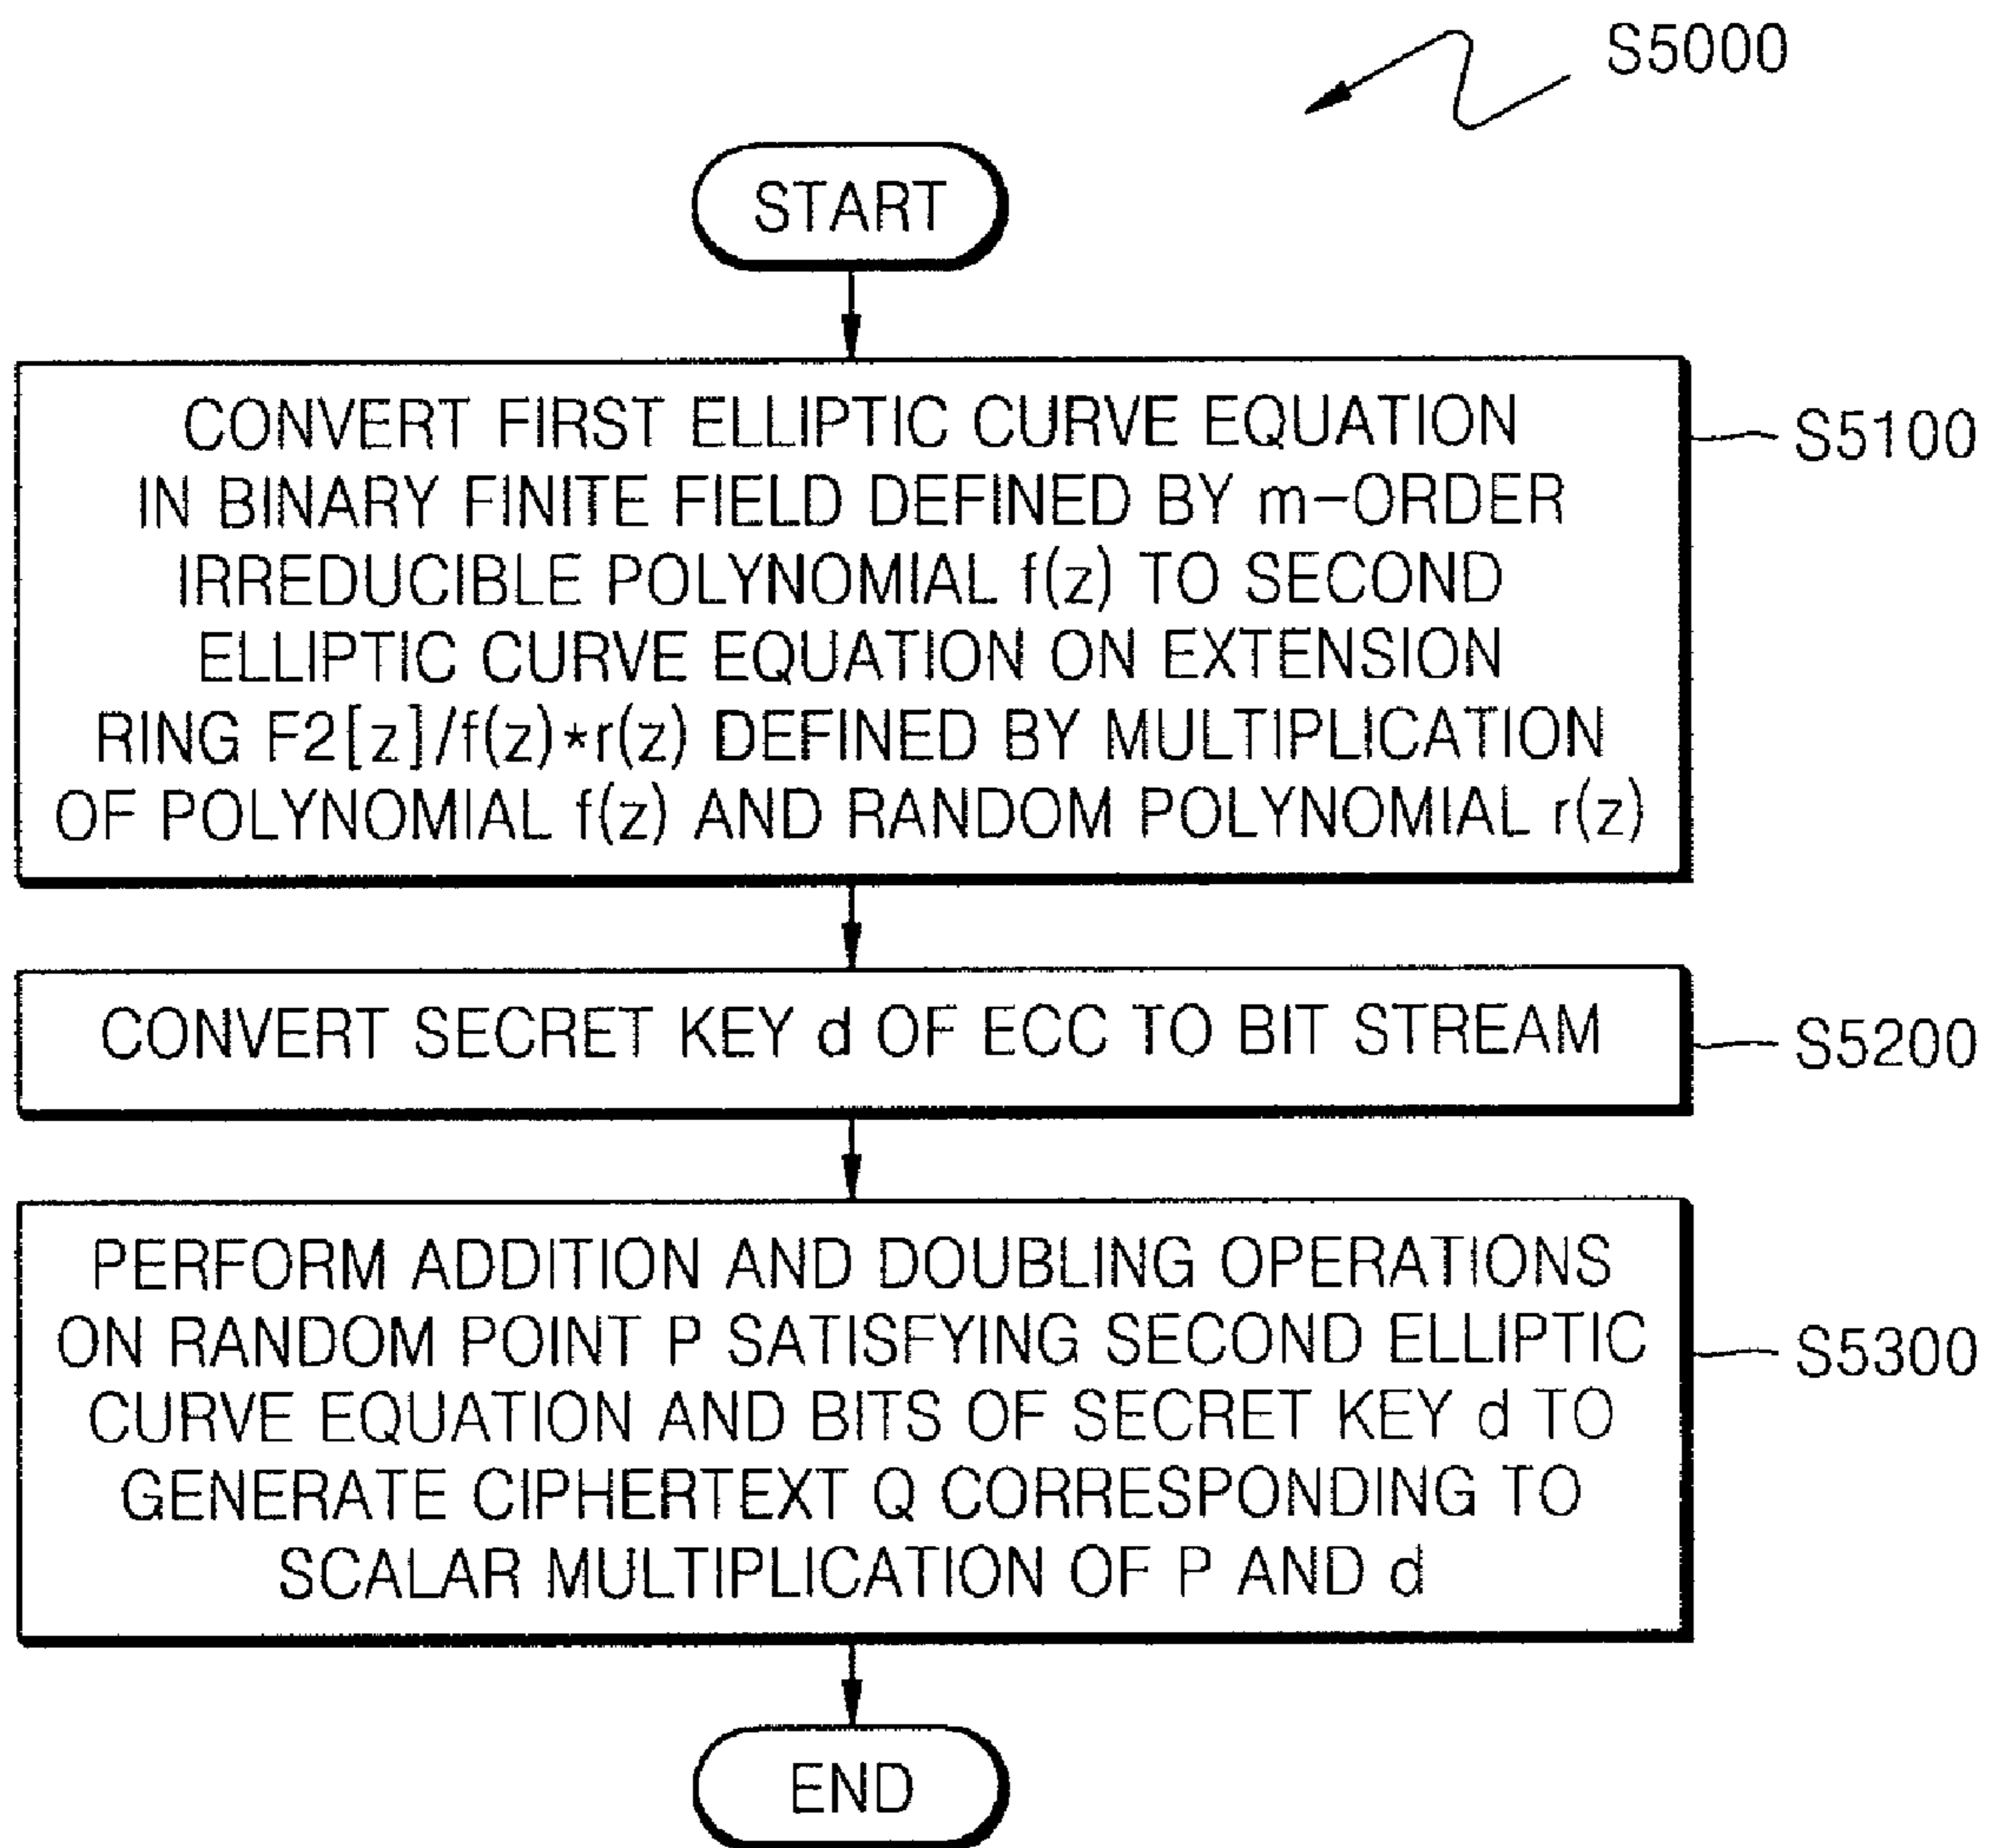 S5000
START
CONVERT FIRST ELLIPTIC CURVE EQUATION
IN BINARY FINITE FIELD DEFINED BY m-ORDER
IRREDUCIBLE POLYNOMIAL f(z) TO SECOND
ELLIPTIC CURVE EQUATION ON EXTENSION
RING F2[z]/f(z)*r(z) DEFINED BY MULTIPLICATION
OF POLYNOMIAL f(z) AND RANDOM POLYNOMIAL r(z)
S5100
CONVERT SECRET KEY d OF ECC TO BIT STREAM
S5200
PERFORM ADDITION AND DOUBLING OPERATIONS
ON RANDOM POINT P SATISFYING SECOND ELLIPTIC
CURVE EQUATION AND BITS OF SECRET KEY d TO
GENERATE CIPHERTEXT Q CORRESPONDING TO
SCALAR MULTIPLICATION OF P AND d
S5300
END